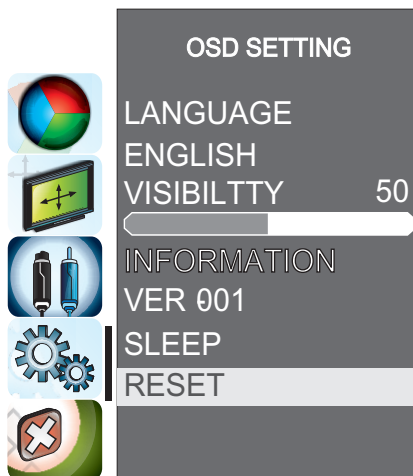 OSD SETTING
LANGUAGE
ENGLISH
VISIBILTTY 50
INFORMATION
VER 001
SLEEP
RESET